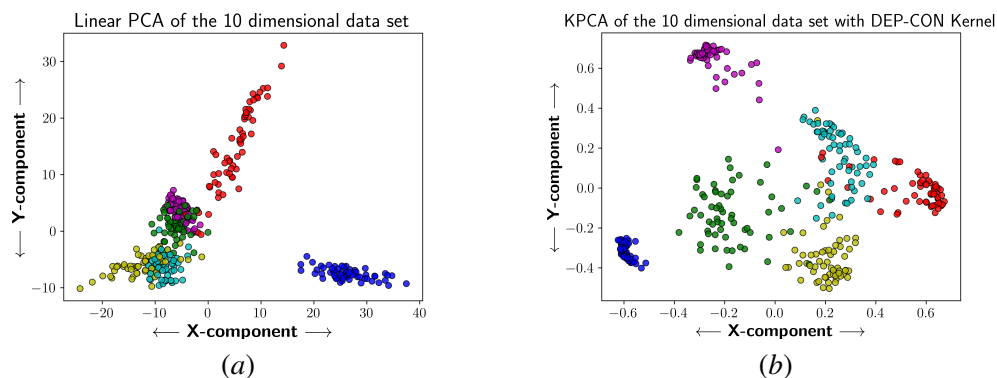 Linear PCA of the 10 dimensional data set
30
20
10
0
−10
−20 −10 0 10 20 30 40
← Y-component →
← X-component →
(a)
KPCA of the 10 dimensional data set with DEP-CON Kernel
0.6
0.4
0.2
0.0
−0.2
−0.4
−0.6 −0.4 −0.2 0.0 0.2 0.4 0.6
← Y-component →
← X-component →
(b)